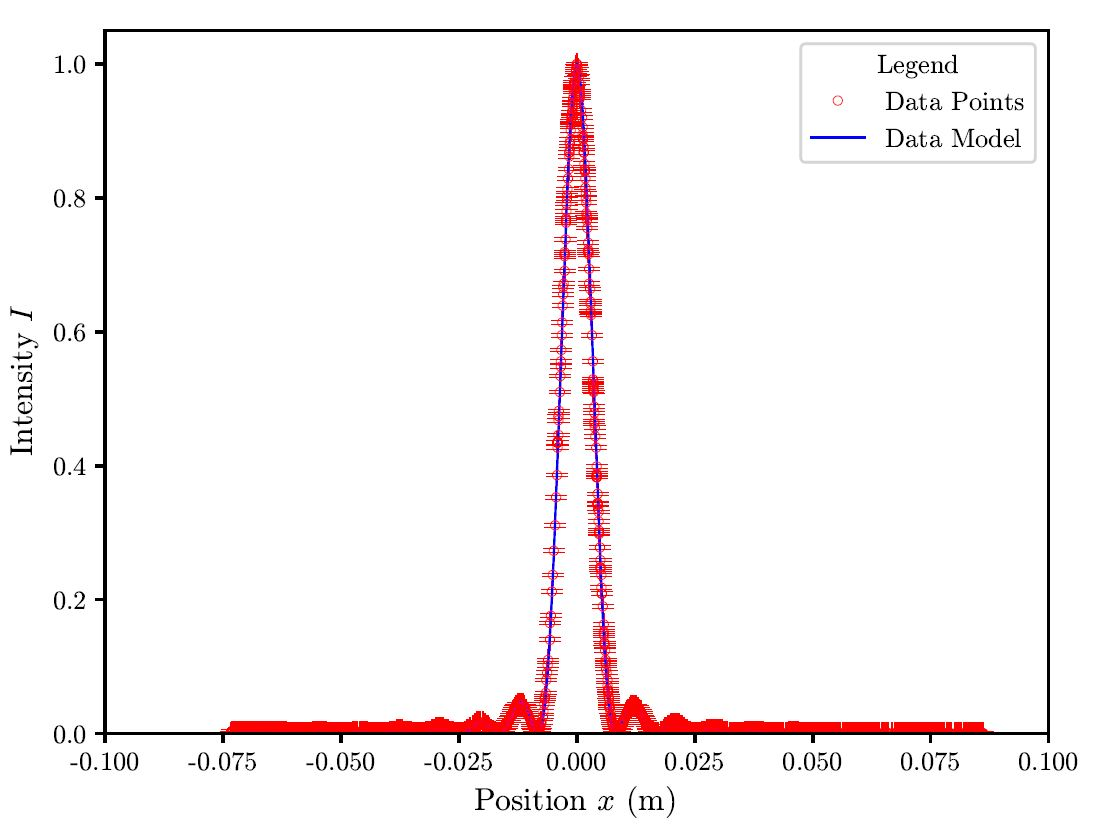 Legend
Data Points
Data Model
1.0
0.8
0.6
0.4
0.2
0.0
Intensity I
-0.100 -0.075 -0.050 -0.025 0.000 0.025 0.050 0.075 0.100
Position x (m)